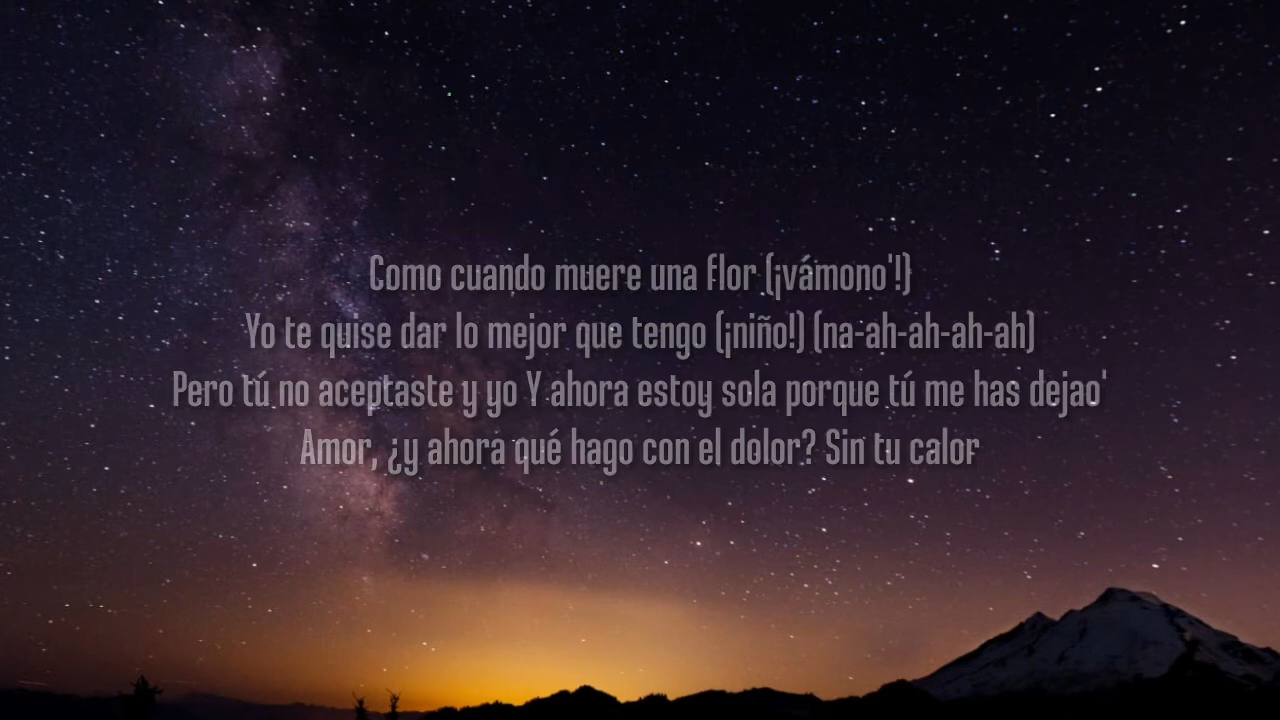 Como cuando muere una flor (¡vámono'!)
Yo te quise dar lo mejor que tengo (¡niño!) (na-ah-ah-ah-ah)
Pero tú no aceptaste y yo Y ahora estoy sola porque tú me has dejao'
Amor, ¿y ahora qué hago con el dolor? Sin tu calor